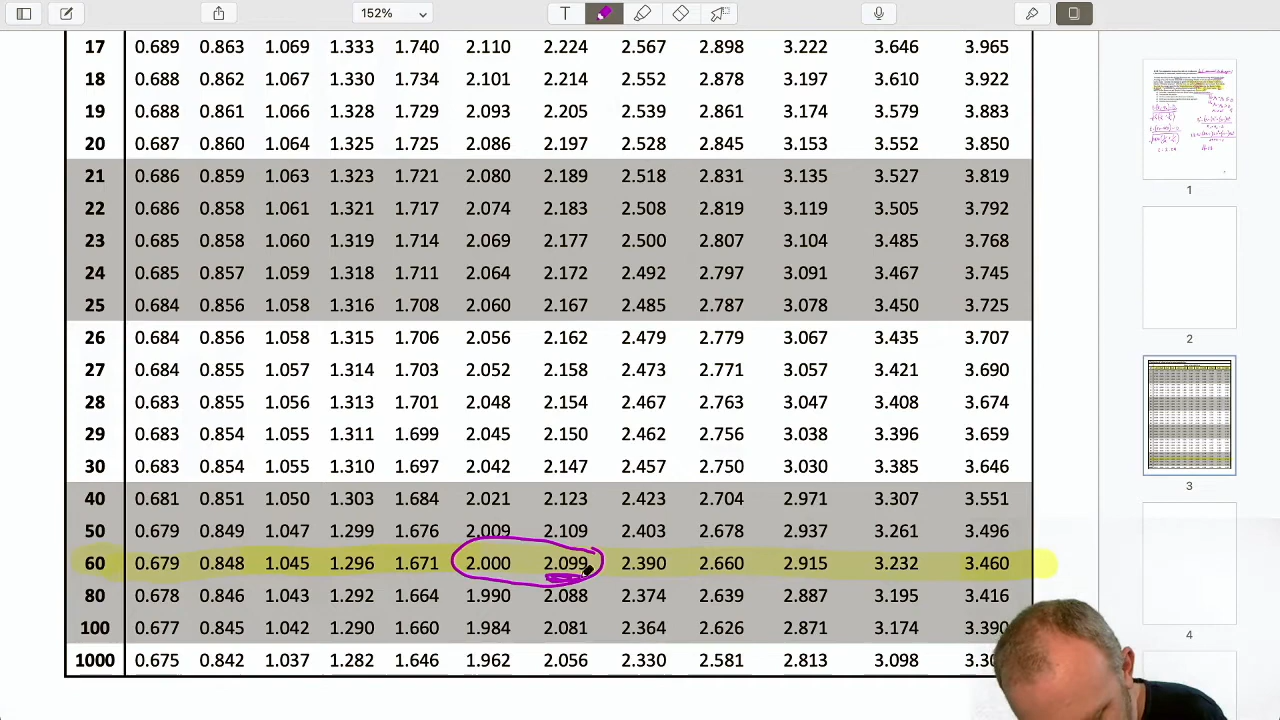 152%
T
17 0.689 0.863 1.069 1.333 1.740 2.110 2.224 2.567 2.898 3.222 3.646 3.965
18 0.688 0.862 1.067 1.330 1.734 2.101 2.214 2.552 2.878 3.197 3.610 3.922
19 0.688 0.861 1.066 1.328 1.729 2.093 2.205 2.539 2.861 3.174 3.579 3.883
20 0.687 0.860 1.064 1.325 1.725 2.086 2.197 2.528 2.845 3.153 3.552 3.850
21 0.686 0.859 1.063 1.323 1.721 2.080 2.189 2.518 2.831 3.135 3.527 3.819
22 0.686 0.858 1.061 1.321 1.717 2.074 2.183 2.508 2.819 3.119 3.505 3.792
23 0.685 0.858 1.060 1.319 1.714 2.069 2.177 2.500 2.807 3.104 3.485 3.768
24 0.685 0.857 1.059 1.318 1.711 2.064 2.172 2.492 2.797 3.091 3.467 3.745
25 0.684 0.856 1.058 1.316 1.708 2.060 2.167 2.485 2.787 3.078 3.450 3.725
26 0.684 0.856 1.058 1.315 1.706 2.056 2.162 2.479 2.779 3.067 3.435 3.707
27 0.684 0.855 1.057 1.314 1.703 2.052 2.158 2.473 2.771 3.057 3.421 3.690
28 0.683 0.855 1.056 1.313 1.701 2.048 2.154 2.467 2.763 3.047 3.408 3.674
29 0.683 0.854 1.055 1.311 1.699 2.045 2.150 2.462 2.756 3.038 3.396 3.659
30 0.683 0.854 1.055 1.310 1.697 2.042 2.147 2.457 2.750 3.030 3.385 3.646
40 0.681 0.851 1.050 1.303 1.684 2.021 2.123 2.423 2.704 2.971 3.307 3.551
50 0.679 0.849 1.047 1.299 1.676 2.009 2.109 2.403 2.678 2.937 3.261 3.496
60 0.679 0.848 1.045 1.296 1.671 2.000 2.099 2.390 2.660 2.915 3.232 3.460
80 0.678 0.846 1.043 1.292 1.664 1.990 2.088 2.374 2.639 2.887 3.195 3.416
100 0.677 0.845 1.042 1.290 1.660 1.984 2.081 2.364 2.626 2.871 3.174 3.390
1000 0.675 0.842 1.037 1.282 1.646 1.962 2.056 2.330 2.581 2.813 3.098
1
2
3
4